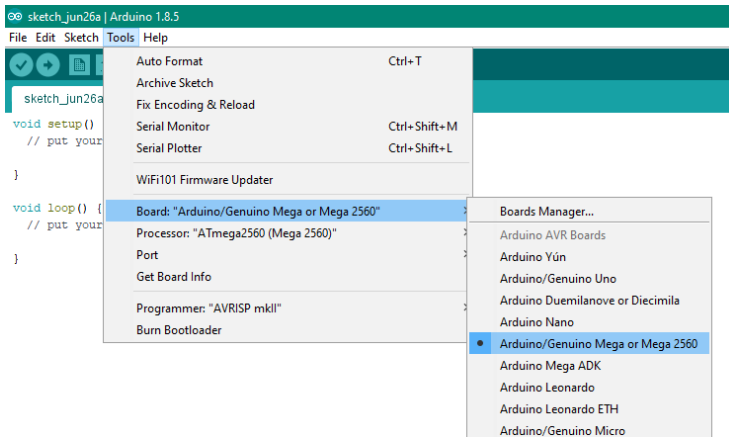 sketch_jun26a | Arduino 1.8.5
File Edit Sketch Tools Help
sketch_jun26a
void setup()
// put your
}
void loop() {
// put your
}
Auto Format Ctrl+T
Archive Sketch
Fix Encoding & Reload
Serial Monitor Ctrl+Shift+M
Serial Plotter Ctrl+Shift+L
WiFi101 Firmware Updater
Board: "Arduino/Genuino Mega or Mega 2560"
Processor: "ATmega2560 (Mega 2560)"
Port
Get Board Info
Programmer: "AVRISP mkII"
Burn Bootloader
Boards Manager...
Arduino AVR Boards
Arduino Yún
Arduino/Genuino Uno
Arduino Duemilanove or Diecimila
Arduino Nano
Arduino/Genuino Mega or Mega 2560
Arduino Mega ADK
Arduino Leonardo
Arduino Leonardo ETH
Arduino/Genuino Micro